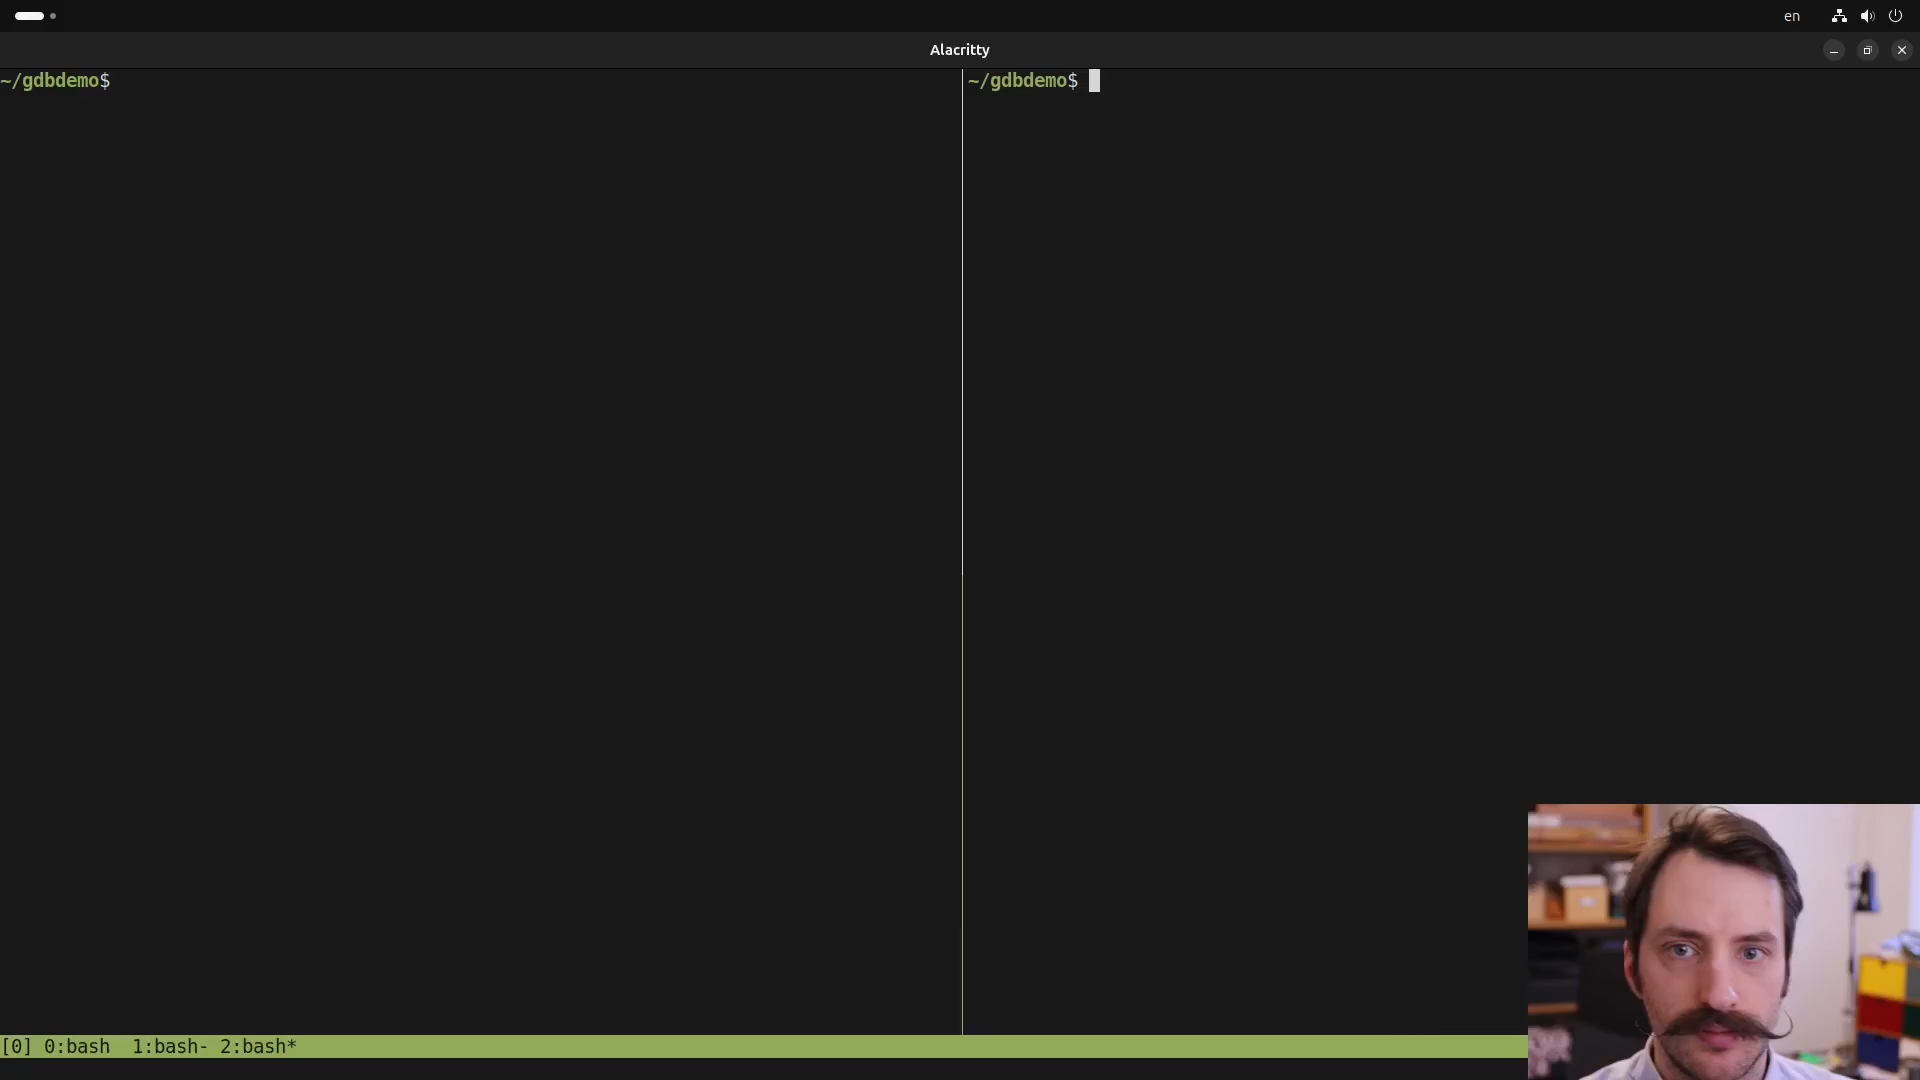 en
Alacritty
~/gdbdemo$
~/gdbdemo$
[0] 0:bash  1:bash- 2:bash*